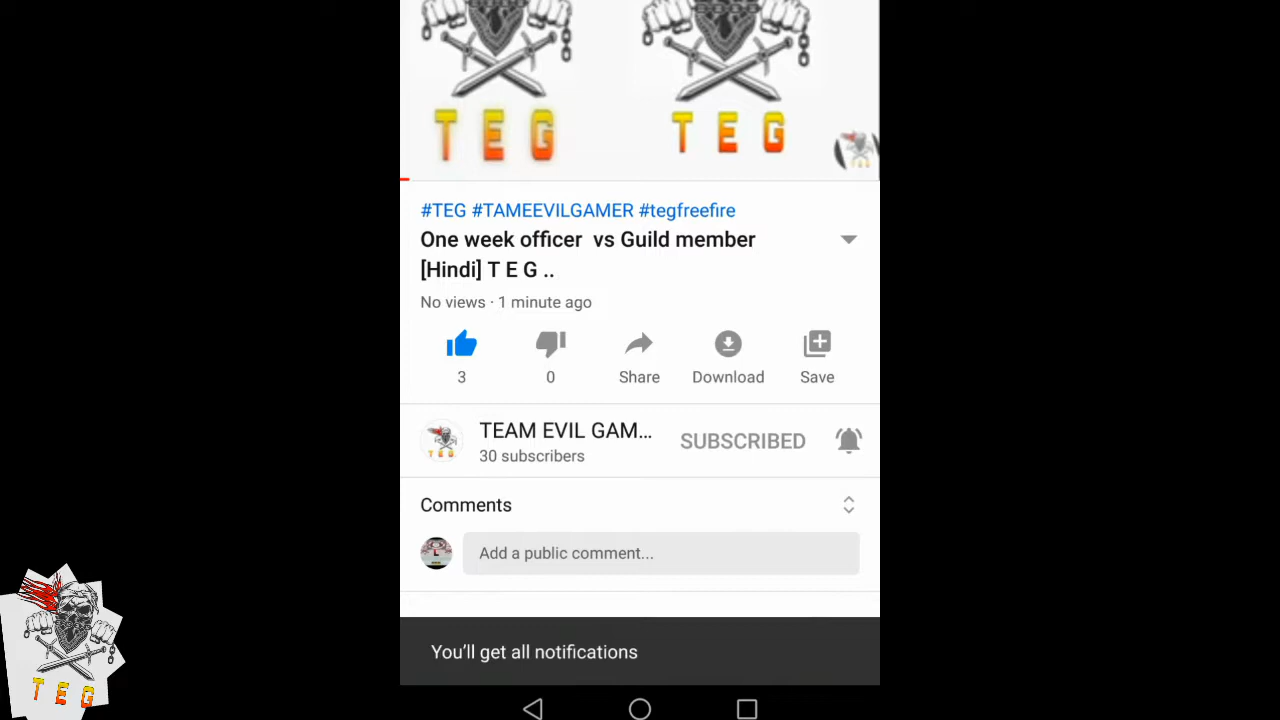 T E G
T E G
#TEG #TAMEEVILGAMER #tegfreefire
One week officer vs Guild member
[Hindi] T E G ..
No views · 1 minute ago
3
0
Share
Download
Save
TEAM EVIL GAM...
SUBSCRIBED
30 subscribers
Comments
Add a public comment...
You'll get all notifications
T E G